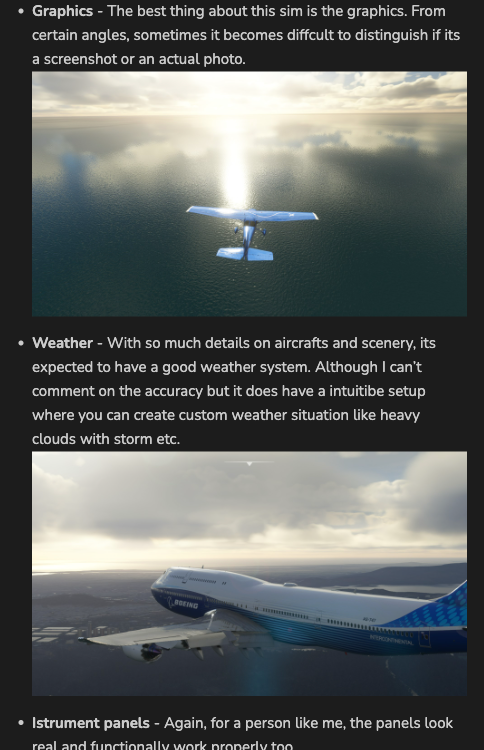 • Graphics - The best thing about this sim is the graphics. From
certain angles, sometimes it becomes diffcult to distinguish if its
a screenshot or an actual photo.
• Weather - With so much details on aircrafts and scenery, its
expected to have a good weather system. Although I can't
comment on the accuracy but it does have a intuitibe setup
where you can create custom weather situation like heavy
clouds with storm etc.
BOEING
INTERCONTINENTAL
• Istrument panels - Again, for a person like me, the panels look
real and functionally work properly too